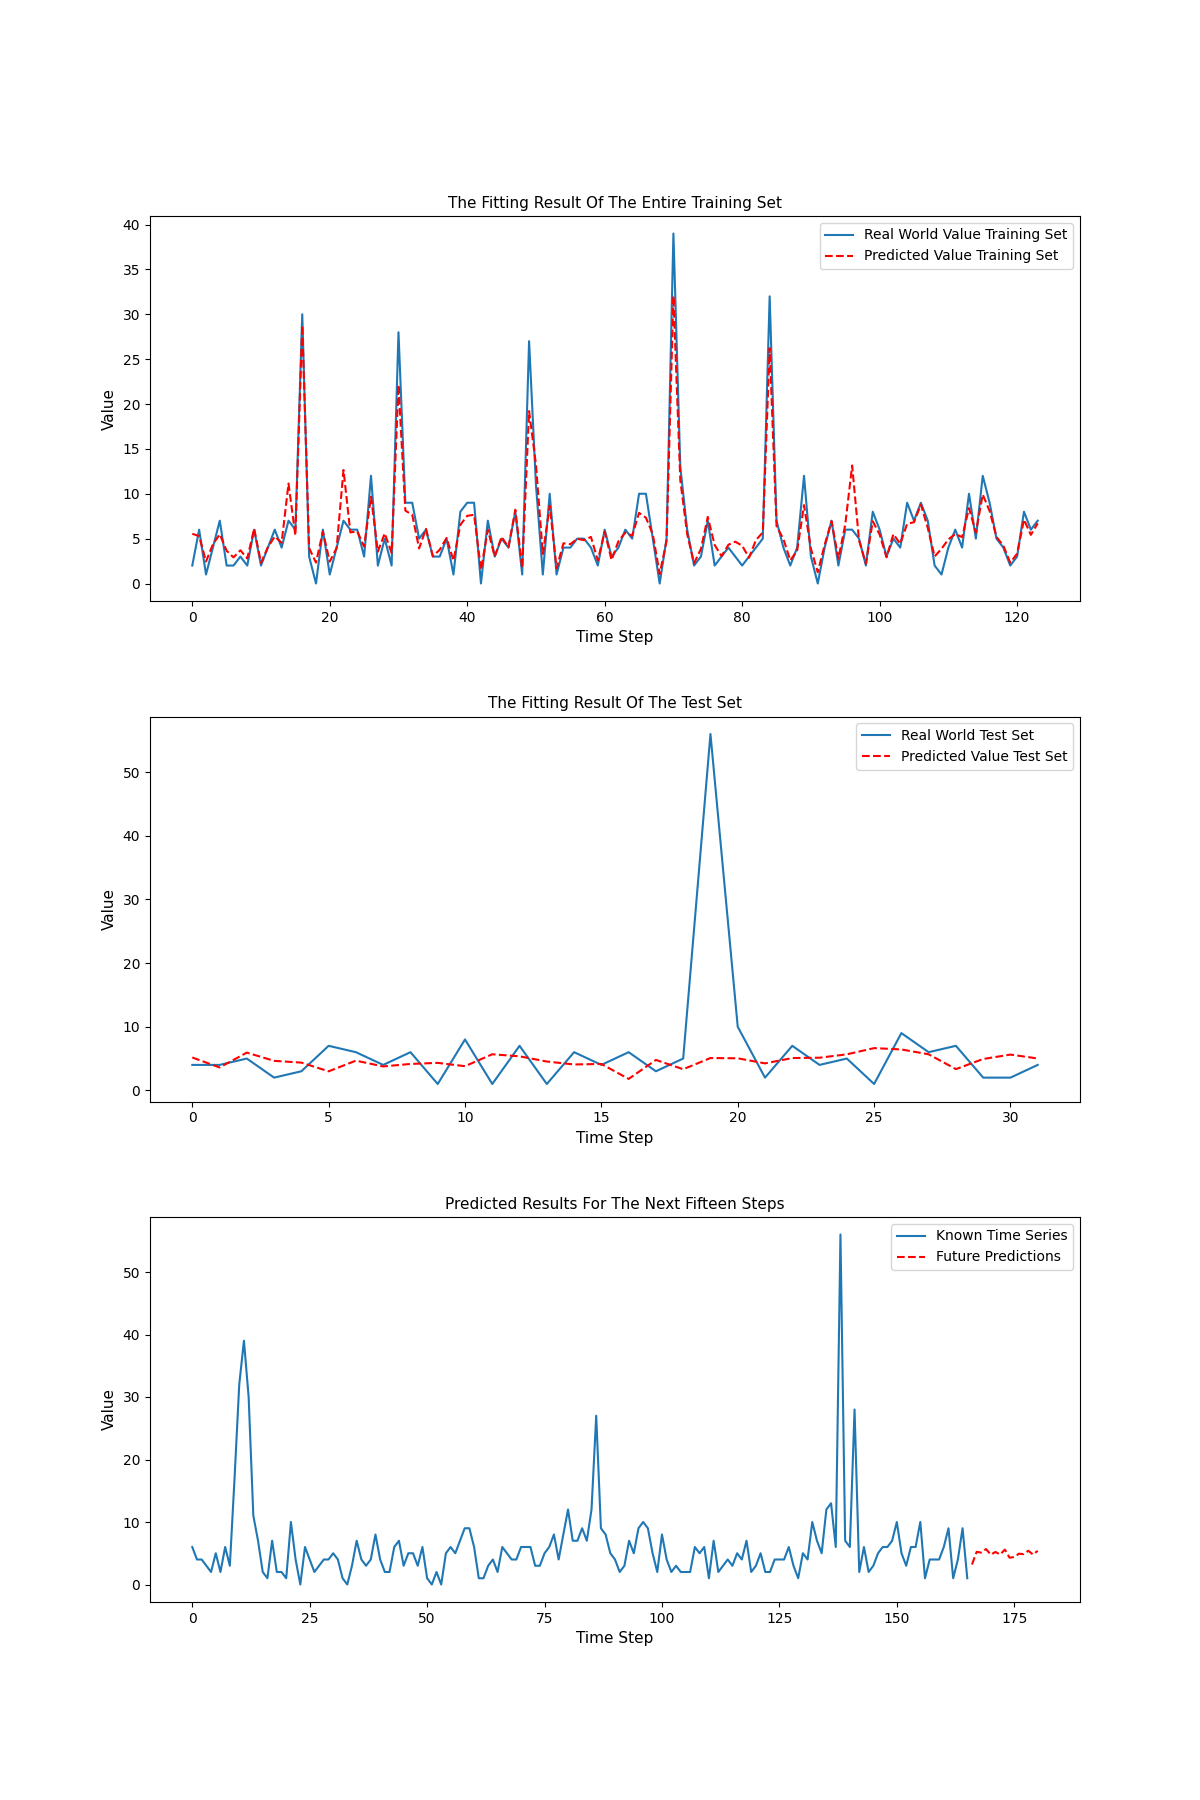 The Fitting Result Of The Entire Training Set
Real World Value Training Set
Predicted Value Training Set
Value
40
35
30
25
20
15
10
5
0
0 20 40 60 80 100 120
Time Step
The Fitting Result Of The Test Set
Real World Test Set
Predicted Value Test Set
Value
50
40
30
20
10
0
0 5 10 15 20 25 30
Time Step
Predicted Results For The Next Fifteen Steps
Known Time Series
Future Predictions
Value
50
40
30
20
10
0
0 25 50 75 100 125 150 175
Time Step